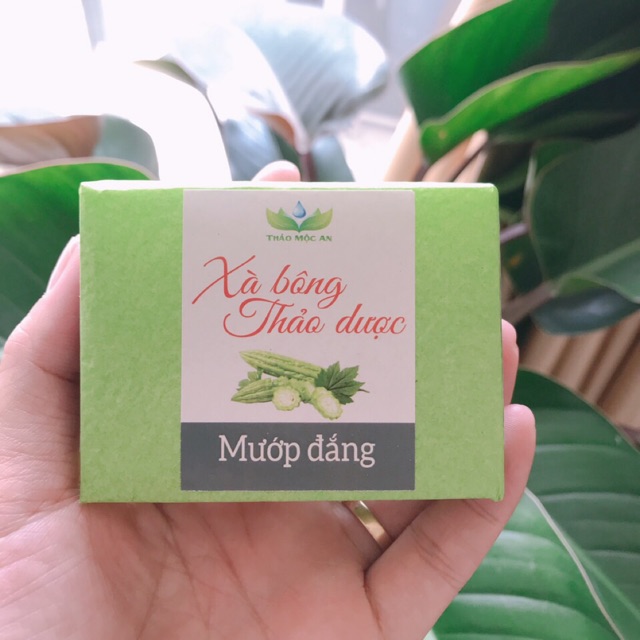 THẢO MỘC AN
Xà bông
Thảo dược
Mướp đắng